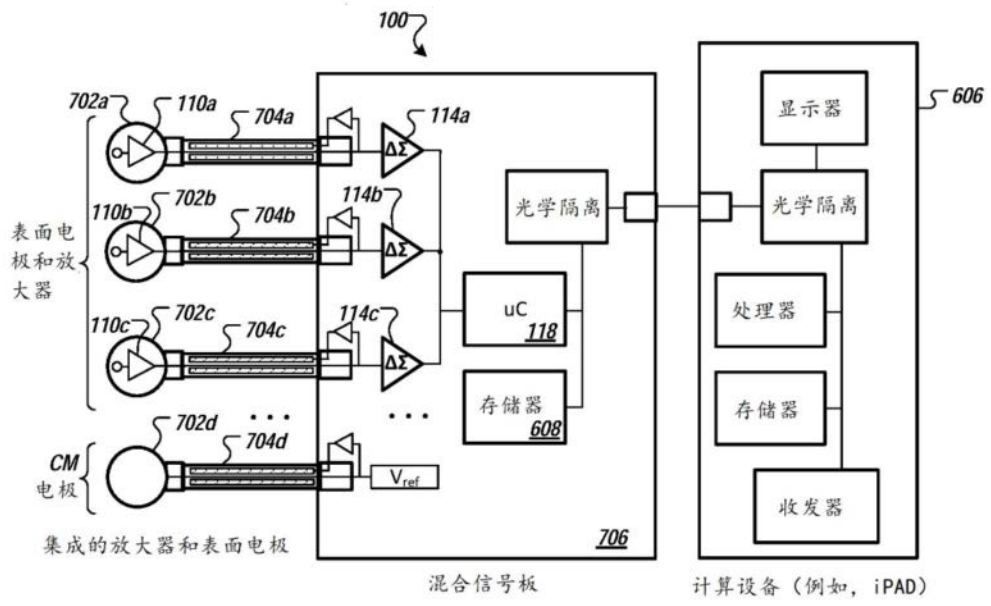 100
702a
110a
704a
114a
ΔΣ
表面电
极和放
大器
110b
702b
704b
114b
ΔΣ
110c
702c
704c
114c
ΔΣ
...
...
CM
电极
702d
704d
Vref
集成的放大器和表面电极
光学隔离
uC
118
存储器
608
706
混合信号板
606
显示器
光学隔离
处理器
存储器
收发器
计算设备(例如, iPAD)